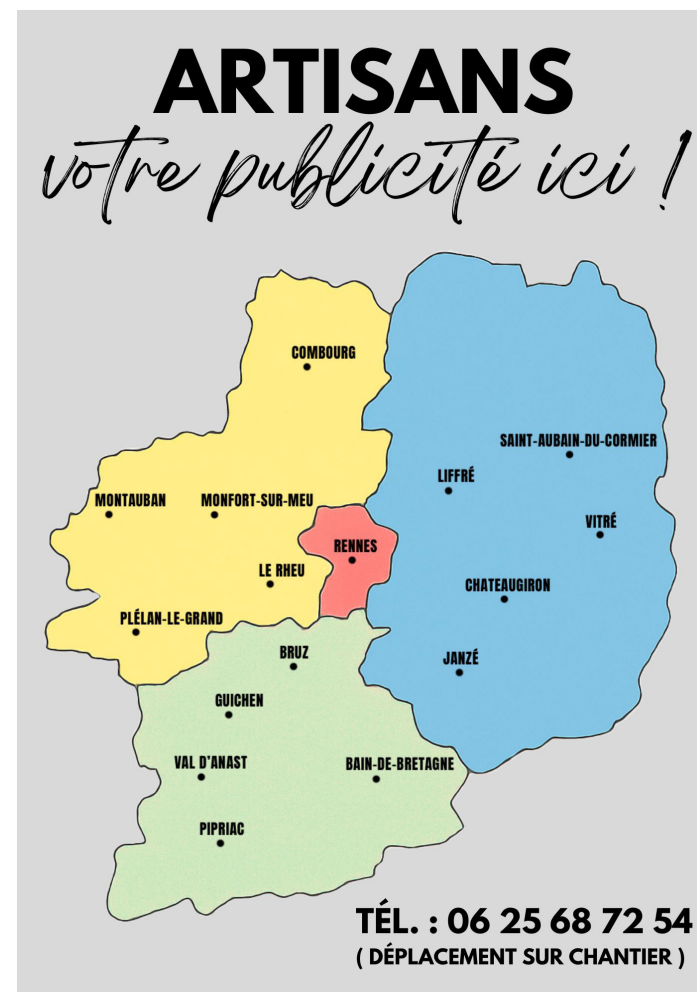 ARTISANS
votre publicité ici !
COMBOURG
SAINT-AUBAIN-DU-CORMIER
LIFFRÉ
MONTAUBAN
MONFORT-SUR-MEU
VITRÉ
RENNES
LE RHEU
CHATEAUGIRON
PLÉLAN-LE-GRAND
BRUZ
JANZÉ
GUICHEN
VAL D'ANAST
BAIN-DE-BRETAGNE
PIPRIAC
TÉL. : 06 25 68 72 54
( DÉPLACEMENT SUR CHANTIER )